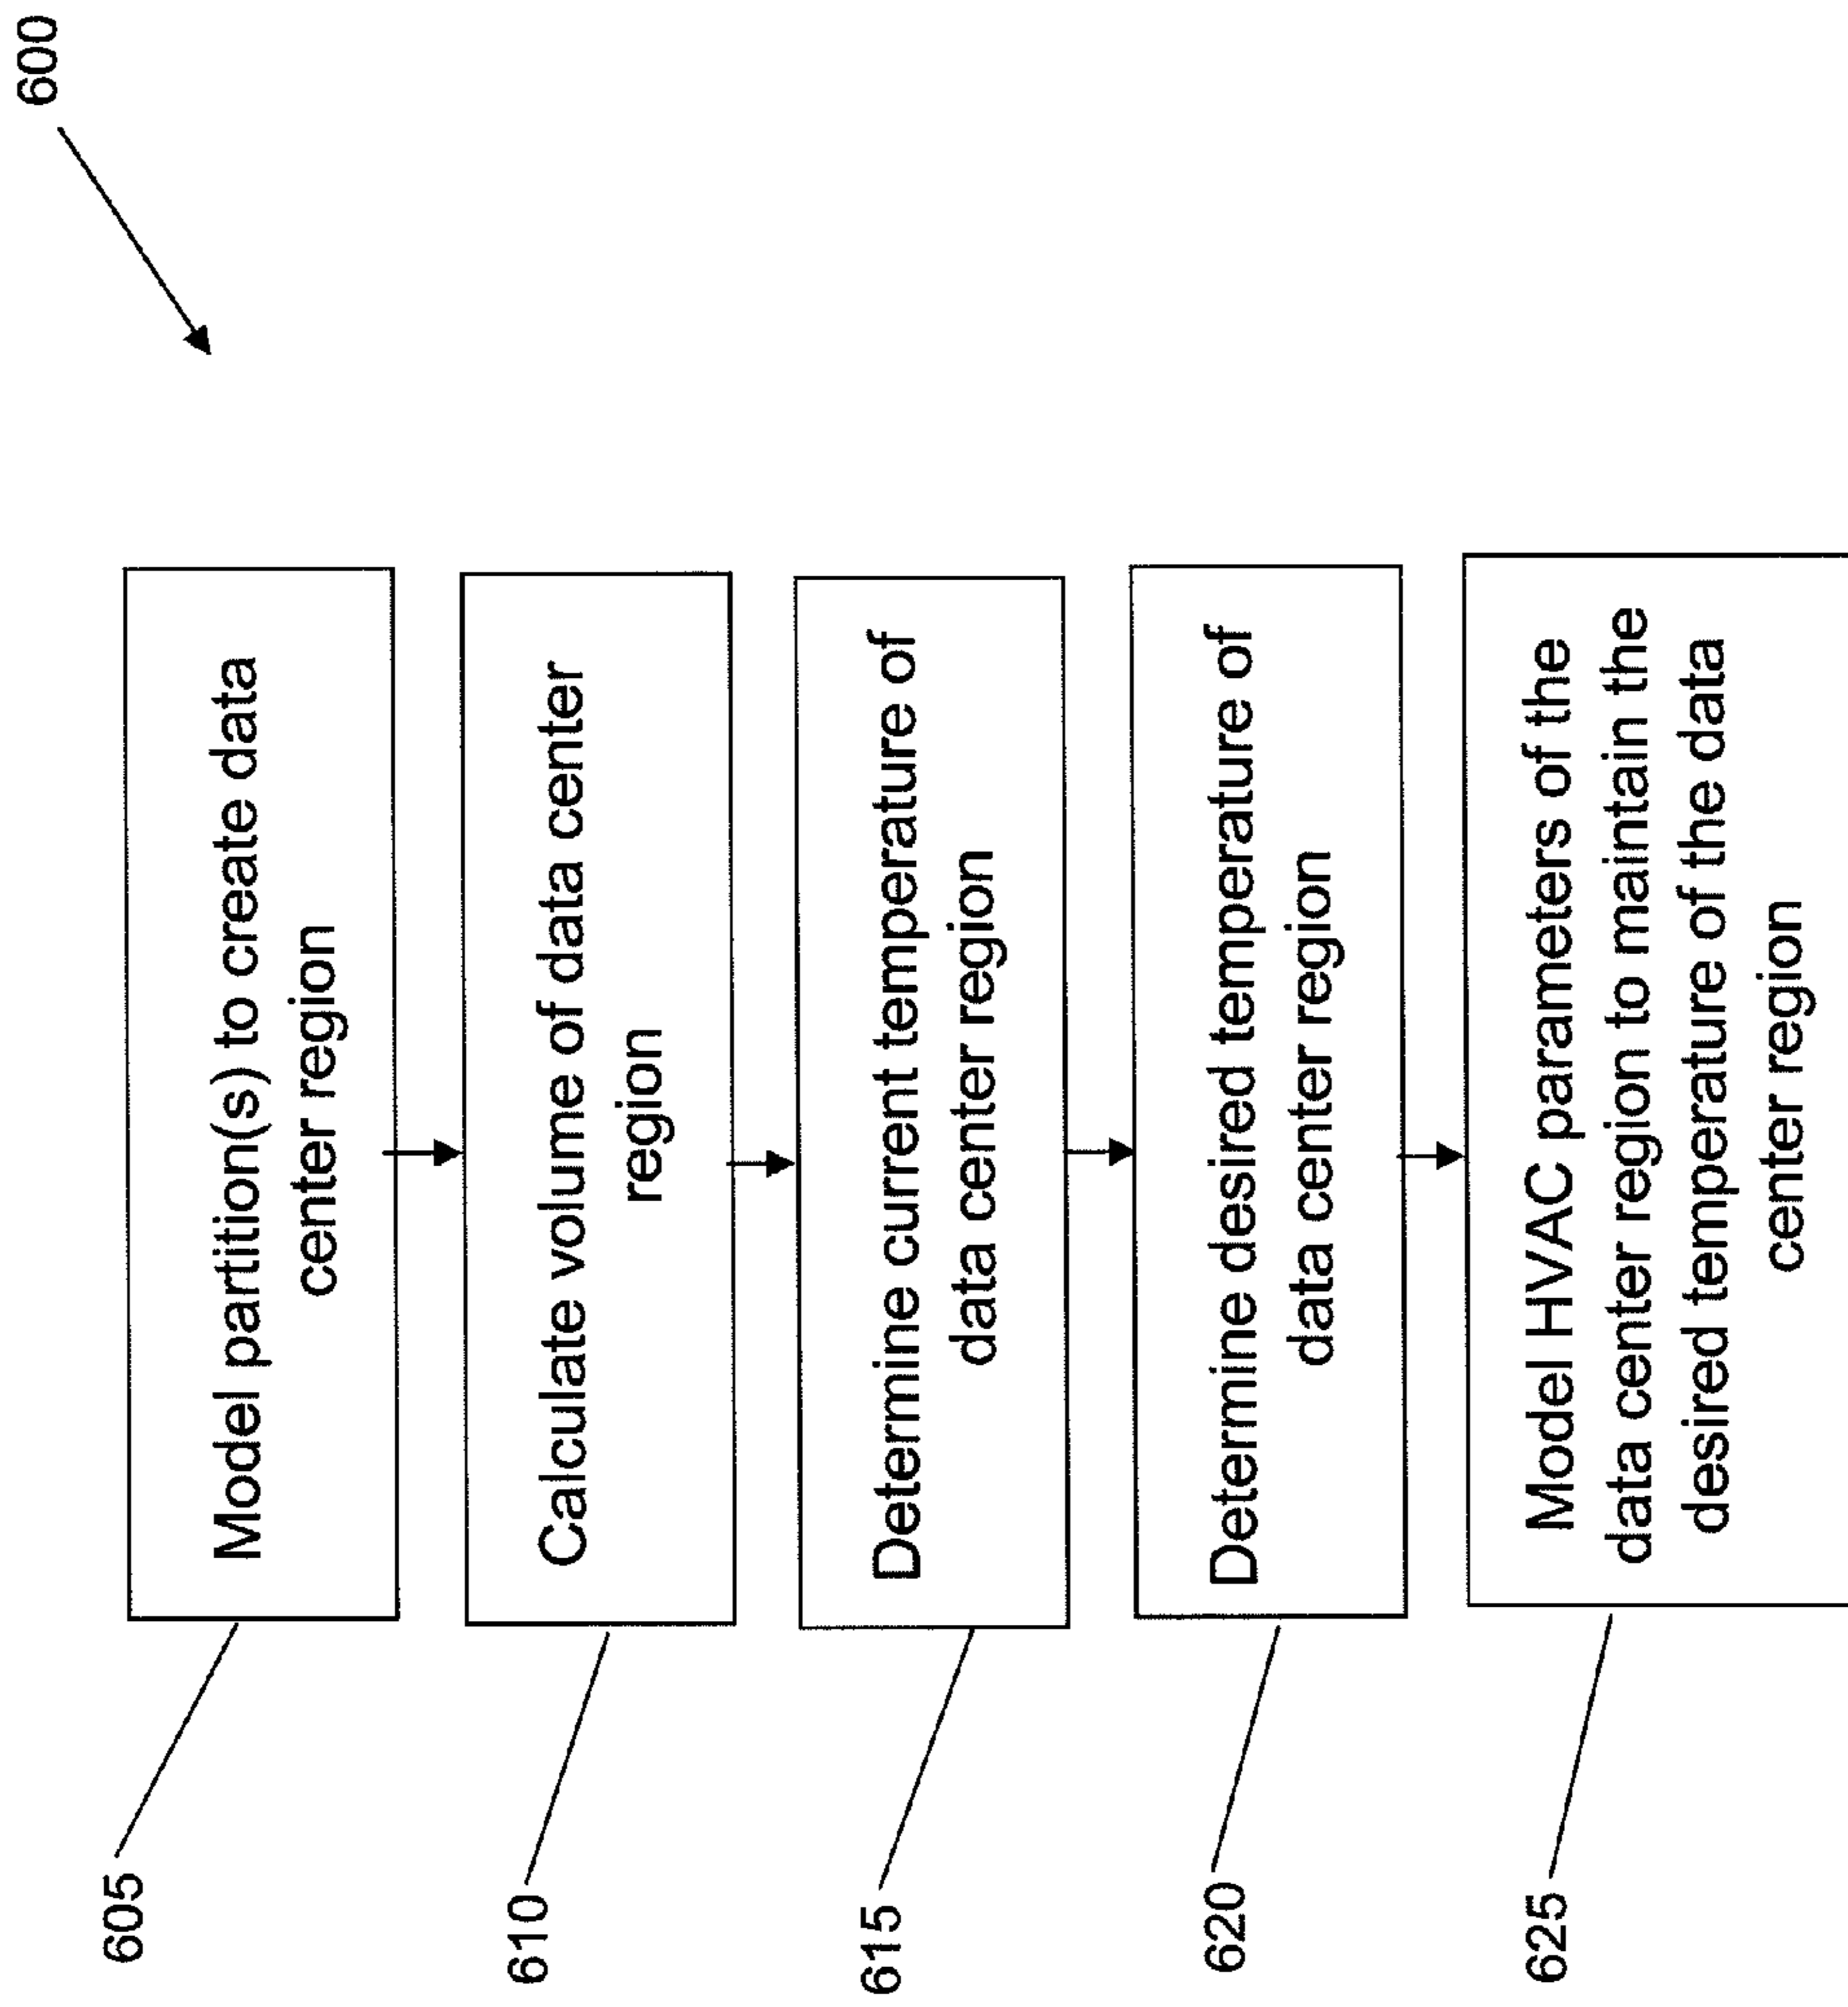 600
605
Model partition(s) to create data
center region
610
Calculate volume of data center
region
615
Determine current temperature of
data center region
620
Determine desired temperature of
data center region
625
Model HVAC parameters of the
data center region to maintain the
desired temperature of the data
center region